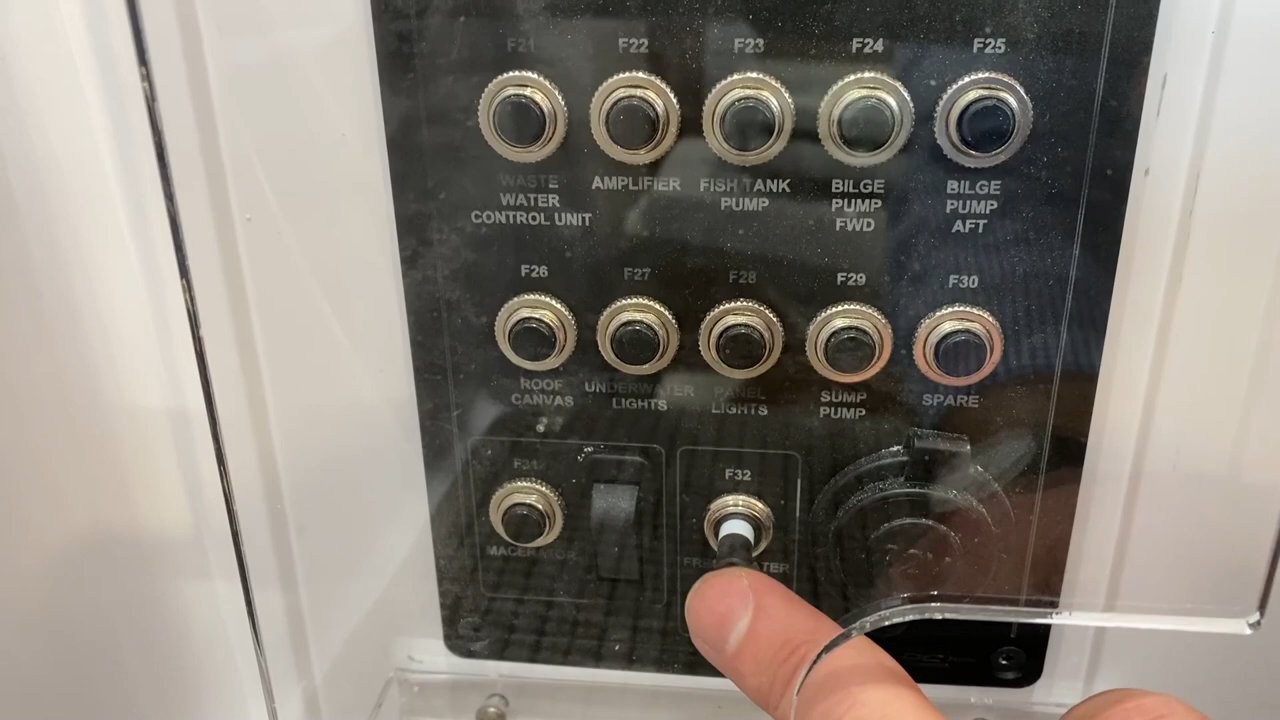 F21 F22 F23 F24 F25
WASTE
WATER
CONTROL UNIT
AMPLIFIER
FISH TANK
PUMP
BILGE
PUMP
FWD
BILGE
PUMP
AFT
F26 F27 F28 F29 F30
ROOF
CANVAS
UNDERWATER
LIGHTS
PANEL
LIGHTS
SUMP
PUMP
SPARE
F31
MACERATOR
F32